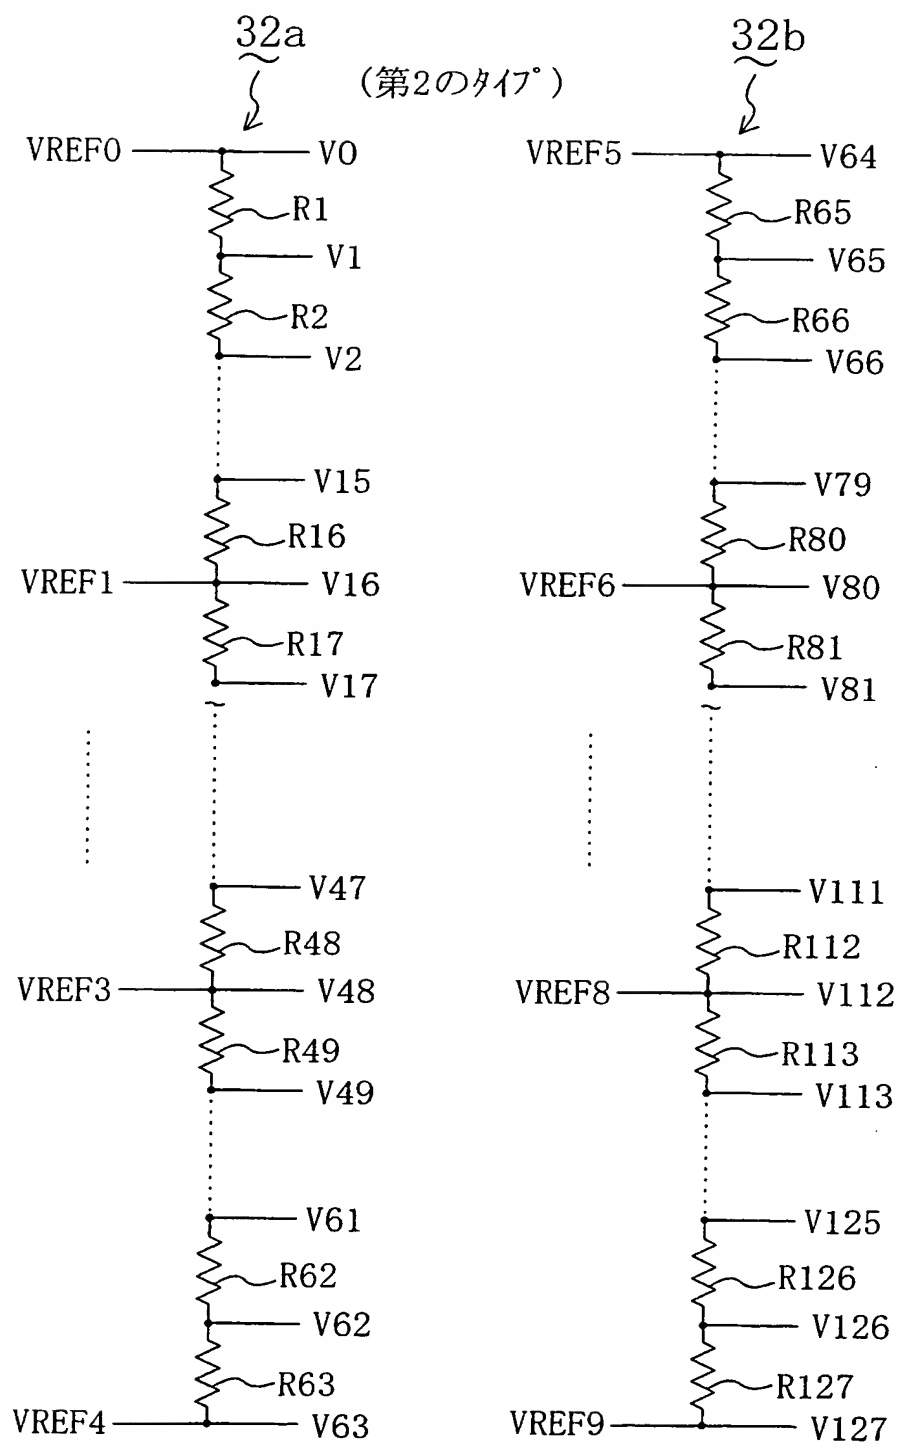 32a
32b
(第2のﾀｲﾌﾟ)
VREF0
V0
R1
V1
R2
V2
V15
R16
VREF1
V16
R17
V17
V47
R48
VREF3
V48
R49
V49
V61
R62
V62
R63
VREF4
V63
VREF5
V64
R65
V65
R66
V66
V79
R80
VREF6
V80
R81
V81
V111
R112
VREF8
V112
R113
V113
V125
R126
V126
R127
VREF9
V127